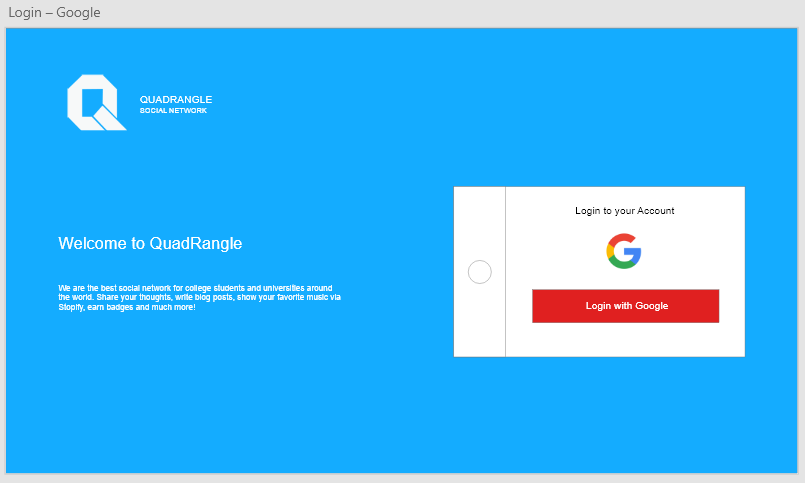 Login – Google
QUADRANGLE
SOCIAL NETWORK
Welcome to QuadRangle
We are the best social network for college students and universities around
the world. Share your thoughts, write blog posts, show your favorite music via
Stopify, earn badges and much more!
Login to your Account
Login with Google